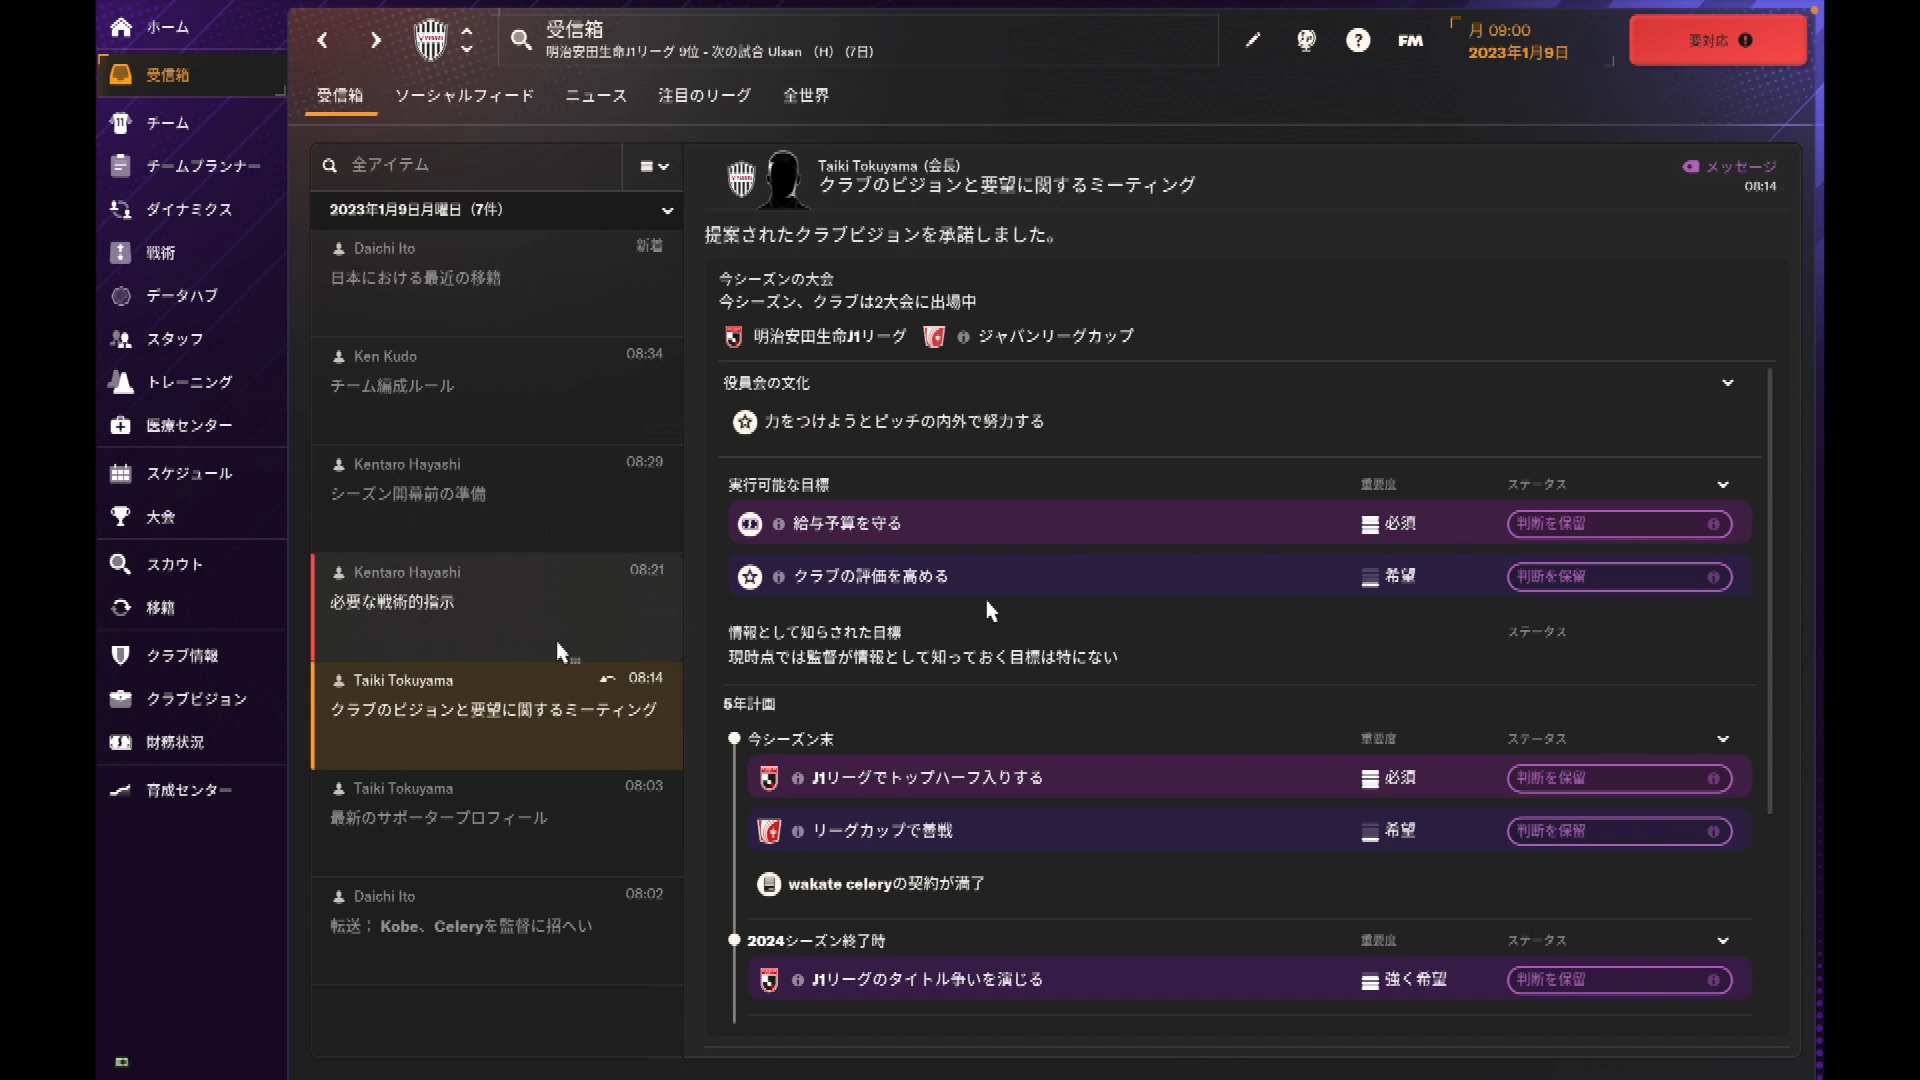 ホーム
受信箱
チーム
チームプランナー
ダイナミクス
戦術
データハブ
スタッフ
トレーニング
医療センター
スケジュール
大会
スカウト
移籍
クラブ情報
クラブビジョン
財務状況
育成センター
受信箱
明治安田生命J1リーグ 9位 - 次の試合 Ulsan （H）（7日）
FM
月 09:00
2023年1月9日
要対応
受信箱 ソーシャルフィード ニュース 注目のリーグ 全世界
全アイテム
2023年1月9日月曜日（7件）
Daichi Ito 新着
日本における最近の移籍
Ken Kudo 08:34
チーム編成ルール
Kentaro Hayashi 08:29
シーズン開幕前の準備
Kentaro Hayashi 08:21
必要な戦術的指示
Taiki Tokuyama 08:14
クラブのビジョンと要望に関するミーティング
Taiki Tokuyama 08:03
最新のサポータープロフィール
Daichi Ito 08:02
転送： Kobe、Celeryを監督に招へい
Taiki Tokuyama (会長)
クラブのビジョンと要望に関するミーティング
メッセージ
08:14
提案されたクラブビジョンを承諾しました。
今シーズンの大会
今シーズン、クラブは2大会に出場中
明治安田生命J1リーグ ジャパンリーグカップ
役員会の文化
力をつけようとピッチの内外で努力する
実行可能な目標 重要度 ステータス
給与予算を守る 必須 判断を保留
クラブの評価を高める 希望 判断を保留
情報として知らされた目標 ステータス
現時点では監督が情報として知っておく目標は特にない
5年計画
今シーズン末 重要度 ステータス
J1リーグでトップハーフ入りする 必須 判断を保留
リーグカップで善戦 希望 判断を保留
wakate celeryの契約が満了
2024シーズン終了時 重要度 ステータス
J1リーグのタイトル争いを演じる 強く希望 判断を保留